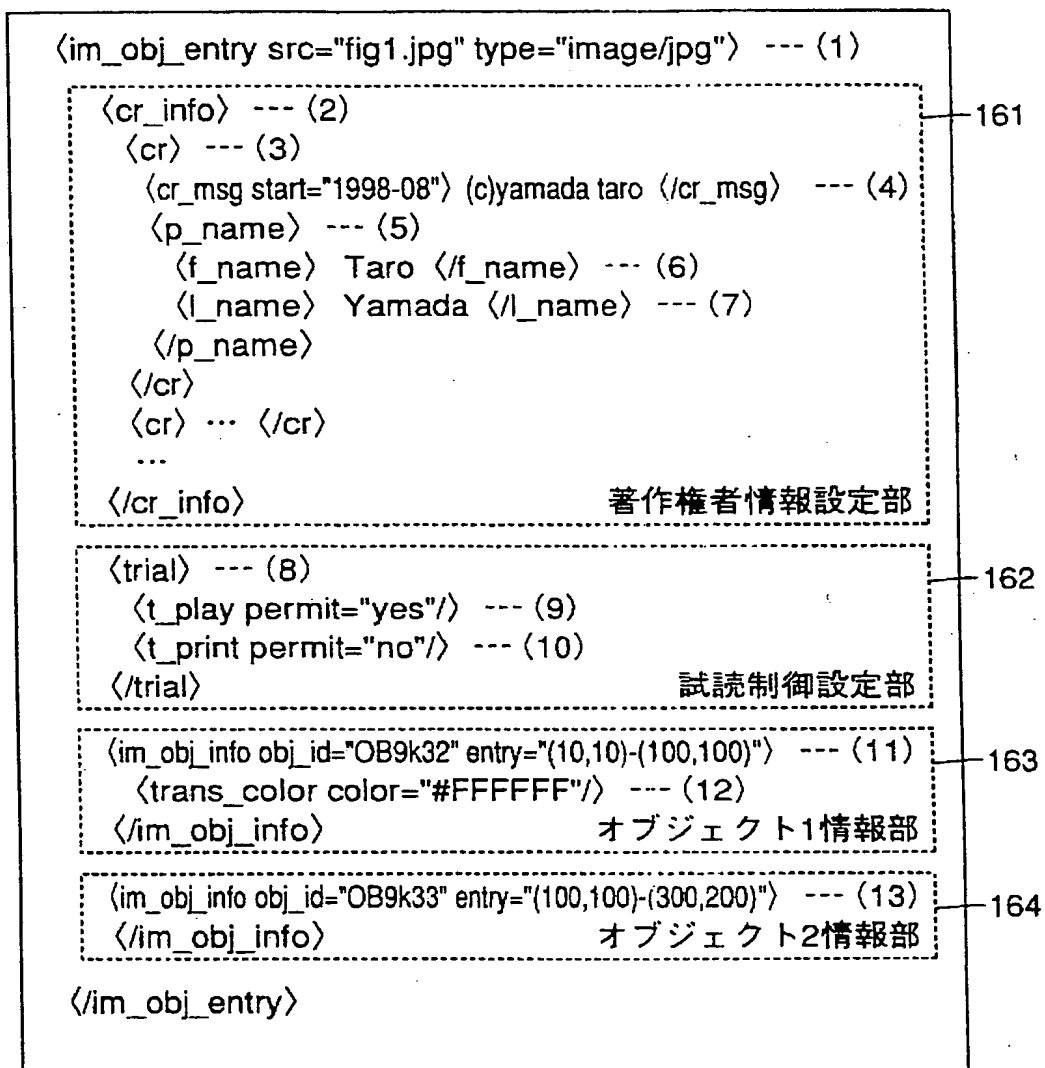 〈im_obj_entry src="fig1.jpg" type="image/jpg"〉 --- (1)
〈cr_info〉 --- (2)
161
〈cr〉 --- (3)
〈cr_msg start="1998-08"〉 (c)yamada taro 〈/cr_msg〉 --- (4)
〈p_name〉 --- (5)
〈f_name〉 Taro 〈/f_name〉 --- (6)
〈l_name〉 Yamada 〈/l_name〉 --- (7)
〈/p_name〉
〈/cr〉
〈cr〉 … 〈/cr〉
…
〈/cr_info〉 著作権者情報設定部
〈trial〉 --- (8)
162
〈t_play permit="yes"/〉 --- (9)
〈t_print permit="no"/〉 --- (10)
〈/trial〉 試読制御設定部
〈im_obj_info obj_id="OB9k32" entry="(10,10)-(100,100)"〉 --- (11)
163
〈trans_color color="#FFFFFF"/〉 --- (12)
〈/im_obj_info〉 オブジェクト1情報部
〈im_obj_info obj_id="OB9k33" entry="(100,100)-(300,200)"〉 --- (13)
164
〈/im_obj_info〉 オブジェクト2情報部
〈/im_obj_entry〉